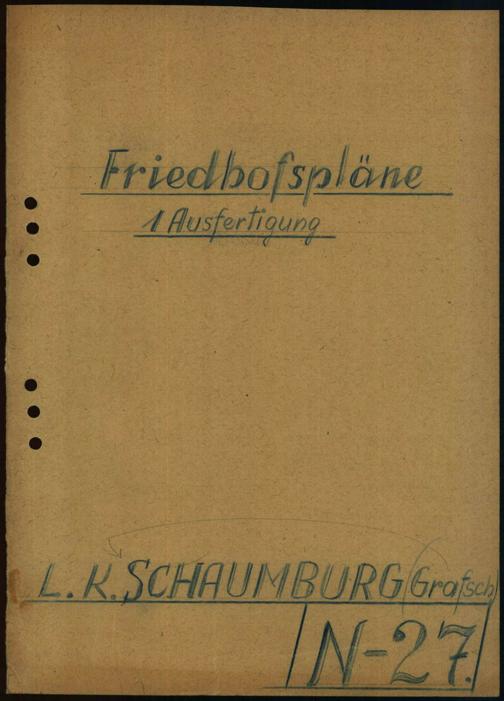 Friedhofspläne
1 Ausfertigung
L. K. SCHAUMBURG (Grafsch)
N-27.